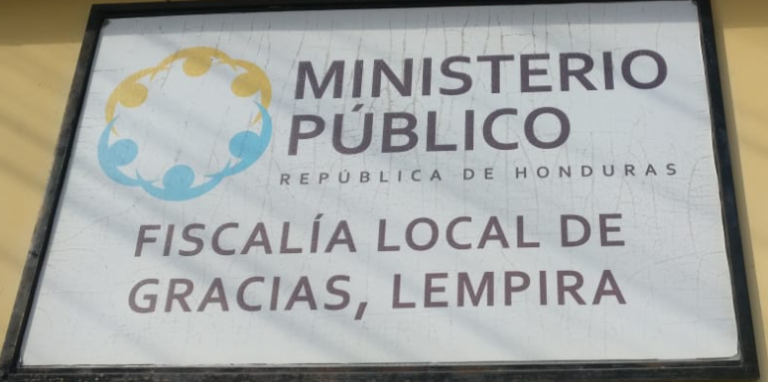 MINISTERIO
PÚBLICO
REPÚBLICA DE HONDURAS
FISCALÍA LOCAL DE
GRACIAS, LEMPIRA